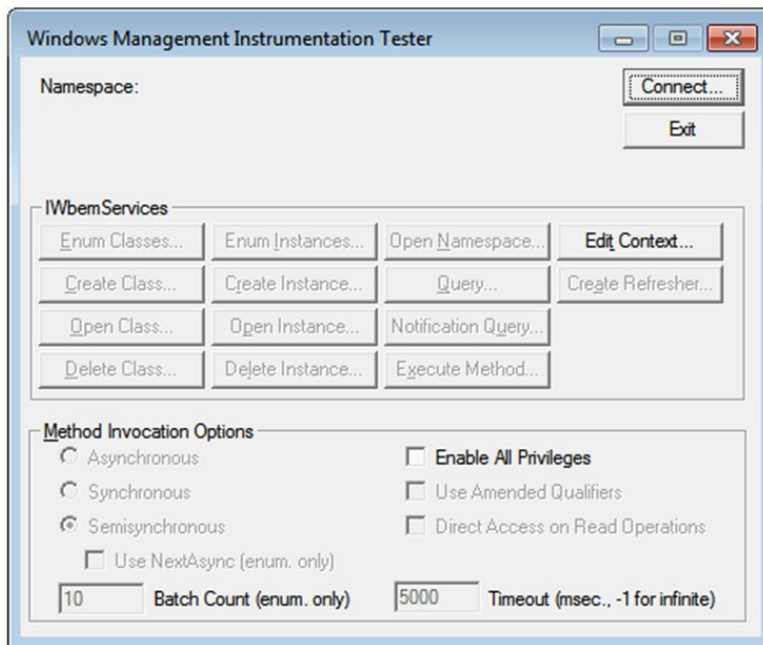 Windows Management Instrumentation Tester
Namespace:
Connect...
Exit
IWbemServices
Enum Classes... Enum Instances... Open Namespace... Edit Context...
Create Class... Create Instance... Query... Create Refresher...
Open Class... Open Instance... Notification Query...
Delete Class... Delete Instance... Execute Method...
Method Invocation Options
Asynchronous Enable All Privileges
Synchronous Use Amended Qualifiers
Semisynchronous Direct Access on Read Operations
Use NextAsync (enum. only)
10 Batch Count (enum. only) 5000 Timeout (msec., -1 for infinite)